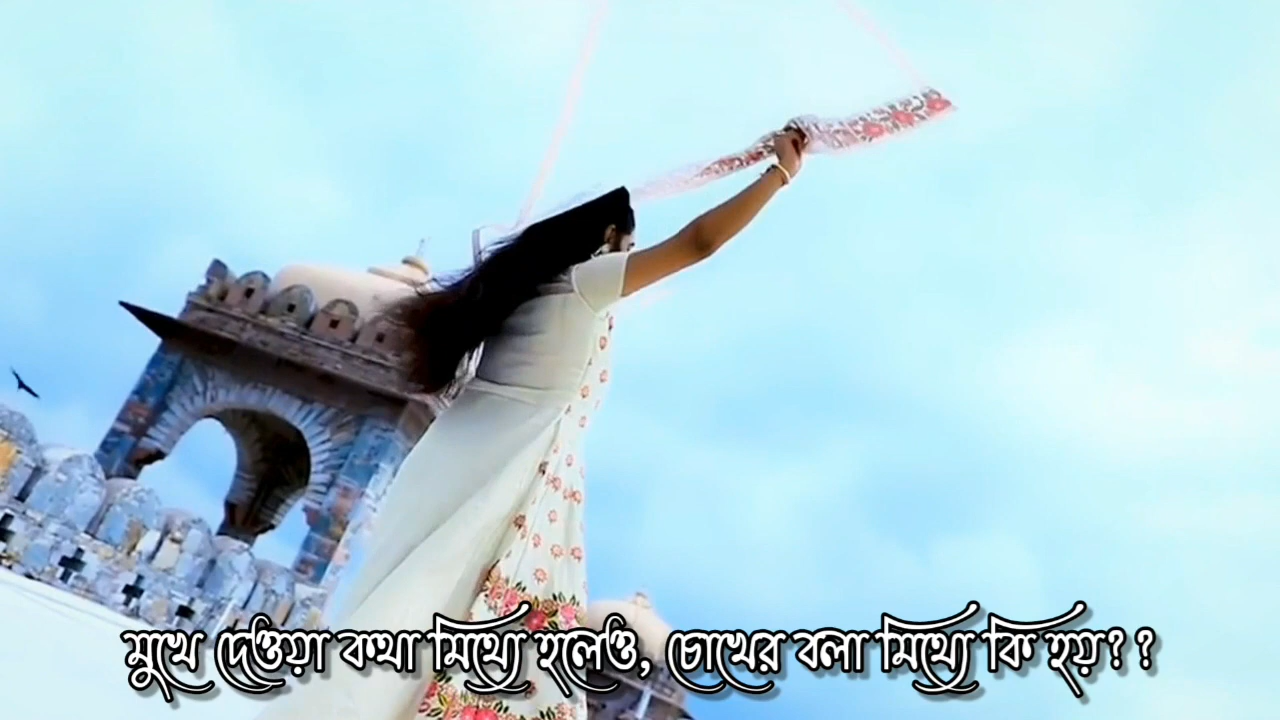 মুখে দেওয়া কথা মিথ্যে হলেও, চোখের বলা মিথ্যে কি হয়??